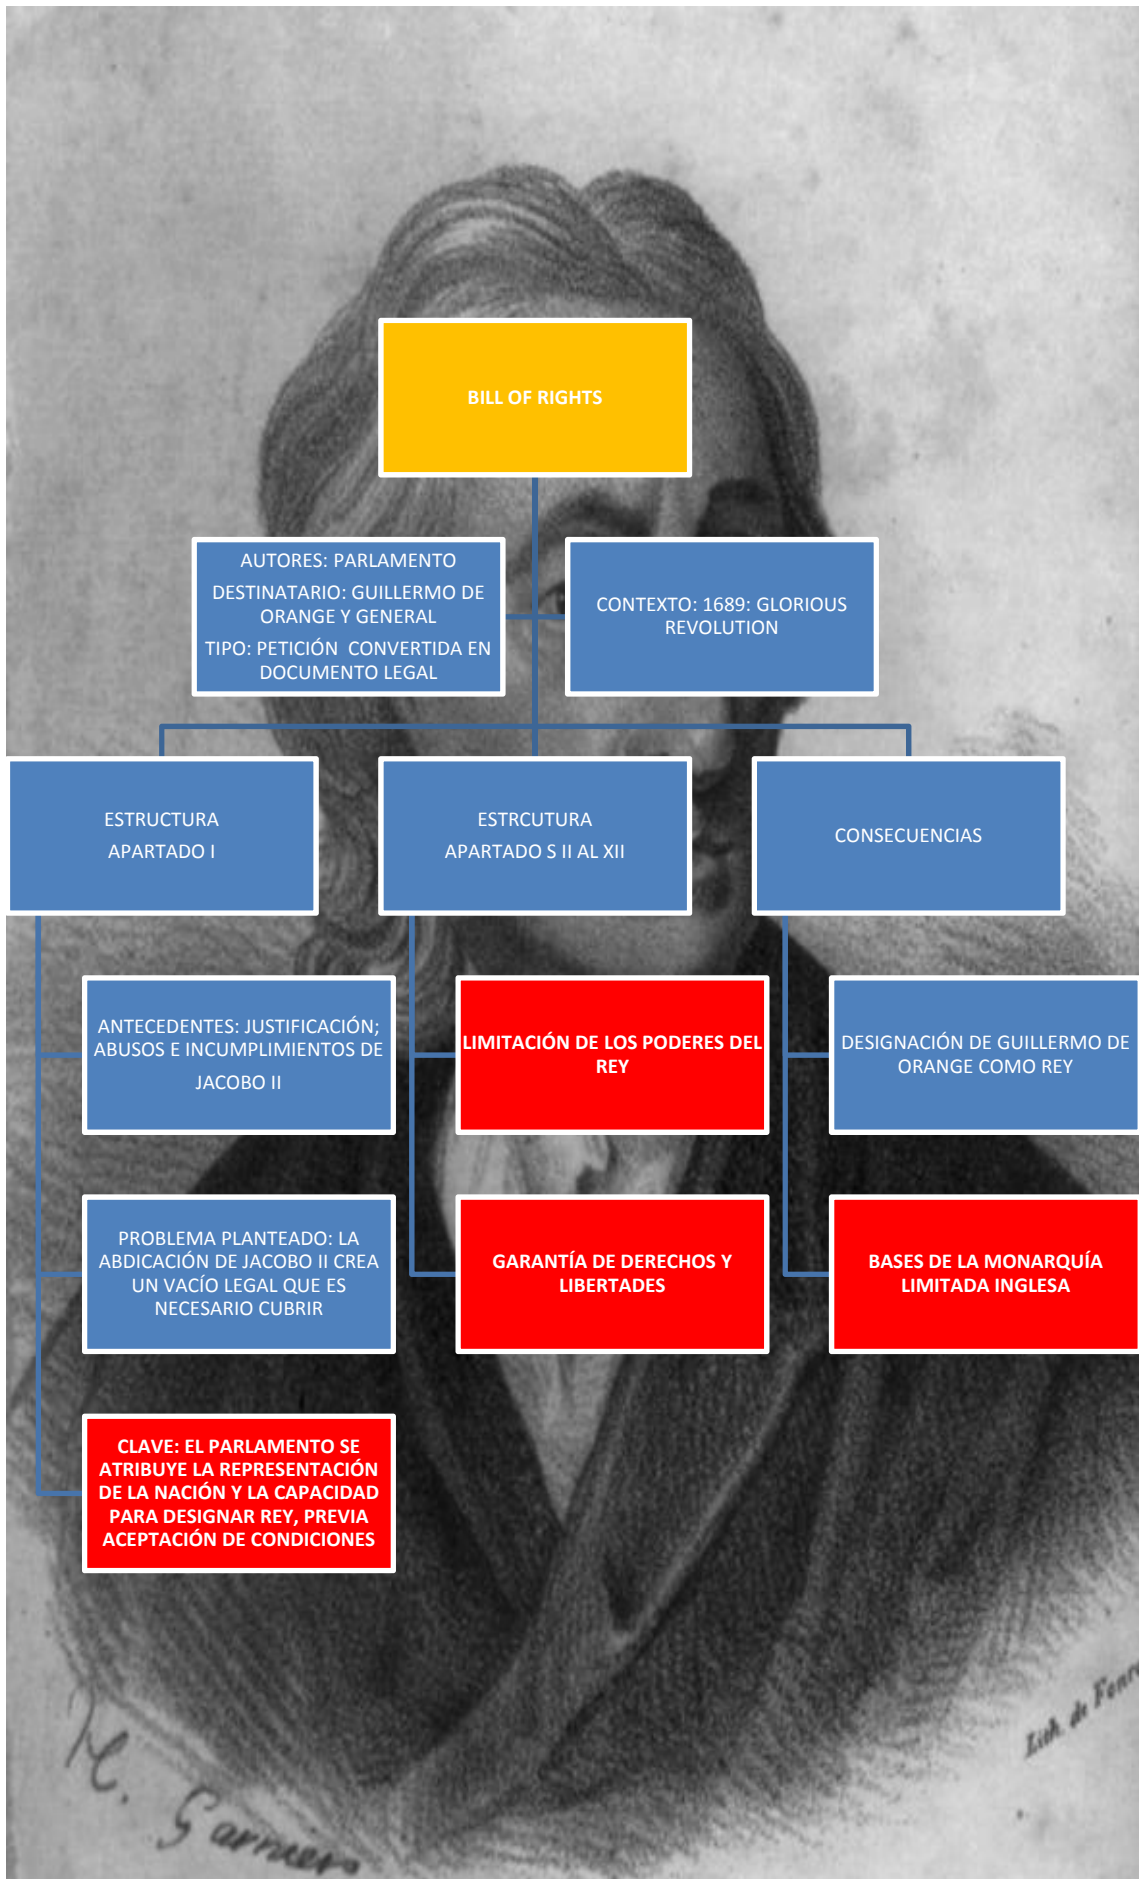 BILL OF RIGHTS
AUTORES: PARLAMENTO
DESTINATARIO: GUILLERMO DE
ORANGE Y GENERAL
TIPO: PETICIÓN CONVERTIDA EN
DOCUMENTO LEGAL
CONTEXTO: 1689: GLORIOUS
REVOLUTION
ESTRUCTURA
APARTADO I
ESTRCUTURA
APARTADO S II AL XII
CONSECUENCIAS
ANTECEDENTES: JUSTIFICACIÓN;
ABUSOS E INCUMPLIMIENTOS DE
JACOBO II
PROBLEMA PLANTEADO: LA
ABDICACIÓN DE JACOBO II CREA
UN VACÍO LEGAL QUE ES
NECESARIO CUBRIR
CLAVE: EL PARLAMENTO SE
ATRIBUYE LA REPRESENTACIÓN
DE LA NACIÓN Y LA CAPACIDAD
PARA DESIGNAR REY, PREVIA
ACEPTACIÓN DE CONDICIONES
LIMITACIÓN DE LOS PODERES DEL
REY
GARANTÍA DE DERECHOS Y
LIBERTADES
DESIGNACIÓN DE GUILLERMO DE
ORANGE COMO REY
BASES DE LA MONARQUÍA
LIMITADA INGLESA
Lith. de
H. Garnier